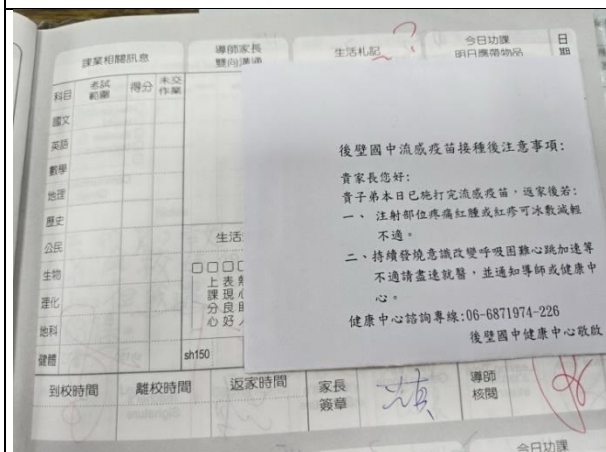 課業相關訊息
導師家長
雙向溝通
生活札記
今日功課
明日應帶物品
日期
?
科目
考試範圍
得分
未交作業
國文
英語
數學
地理
歷史
公民
生物
理化
地科
健體
生活
上課分心
表現良好
sh150
後壁國中流感疫苗接種後注意事項:
貴家長您好:
貴子弟本日已施打完流感疫苗,返家後若:
一、 注射部位疼痛紅腫或紅疹可冰敷減輕
不適。
二、持續發燒意識改變呼吸困難心跳加速等
不適請盡速就醫,並通知導師或健康中
心。
健康中心諮詢專線:06-6871974-226
後壁國中健康中心敬啟
到校時間
離校時間
返家時間
家長
簽章
導師
核閱
今日功課